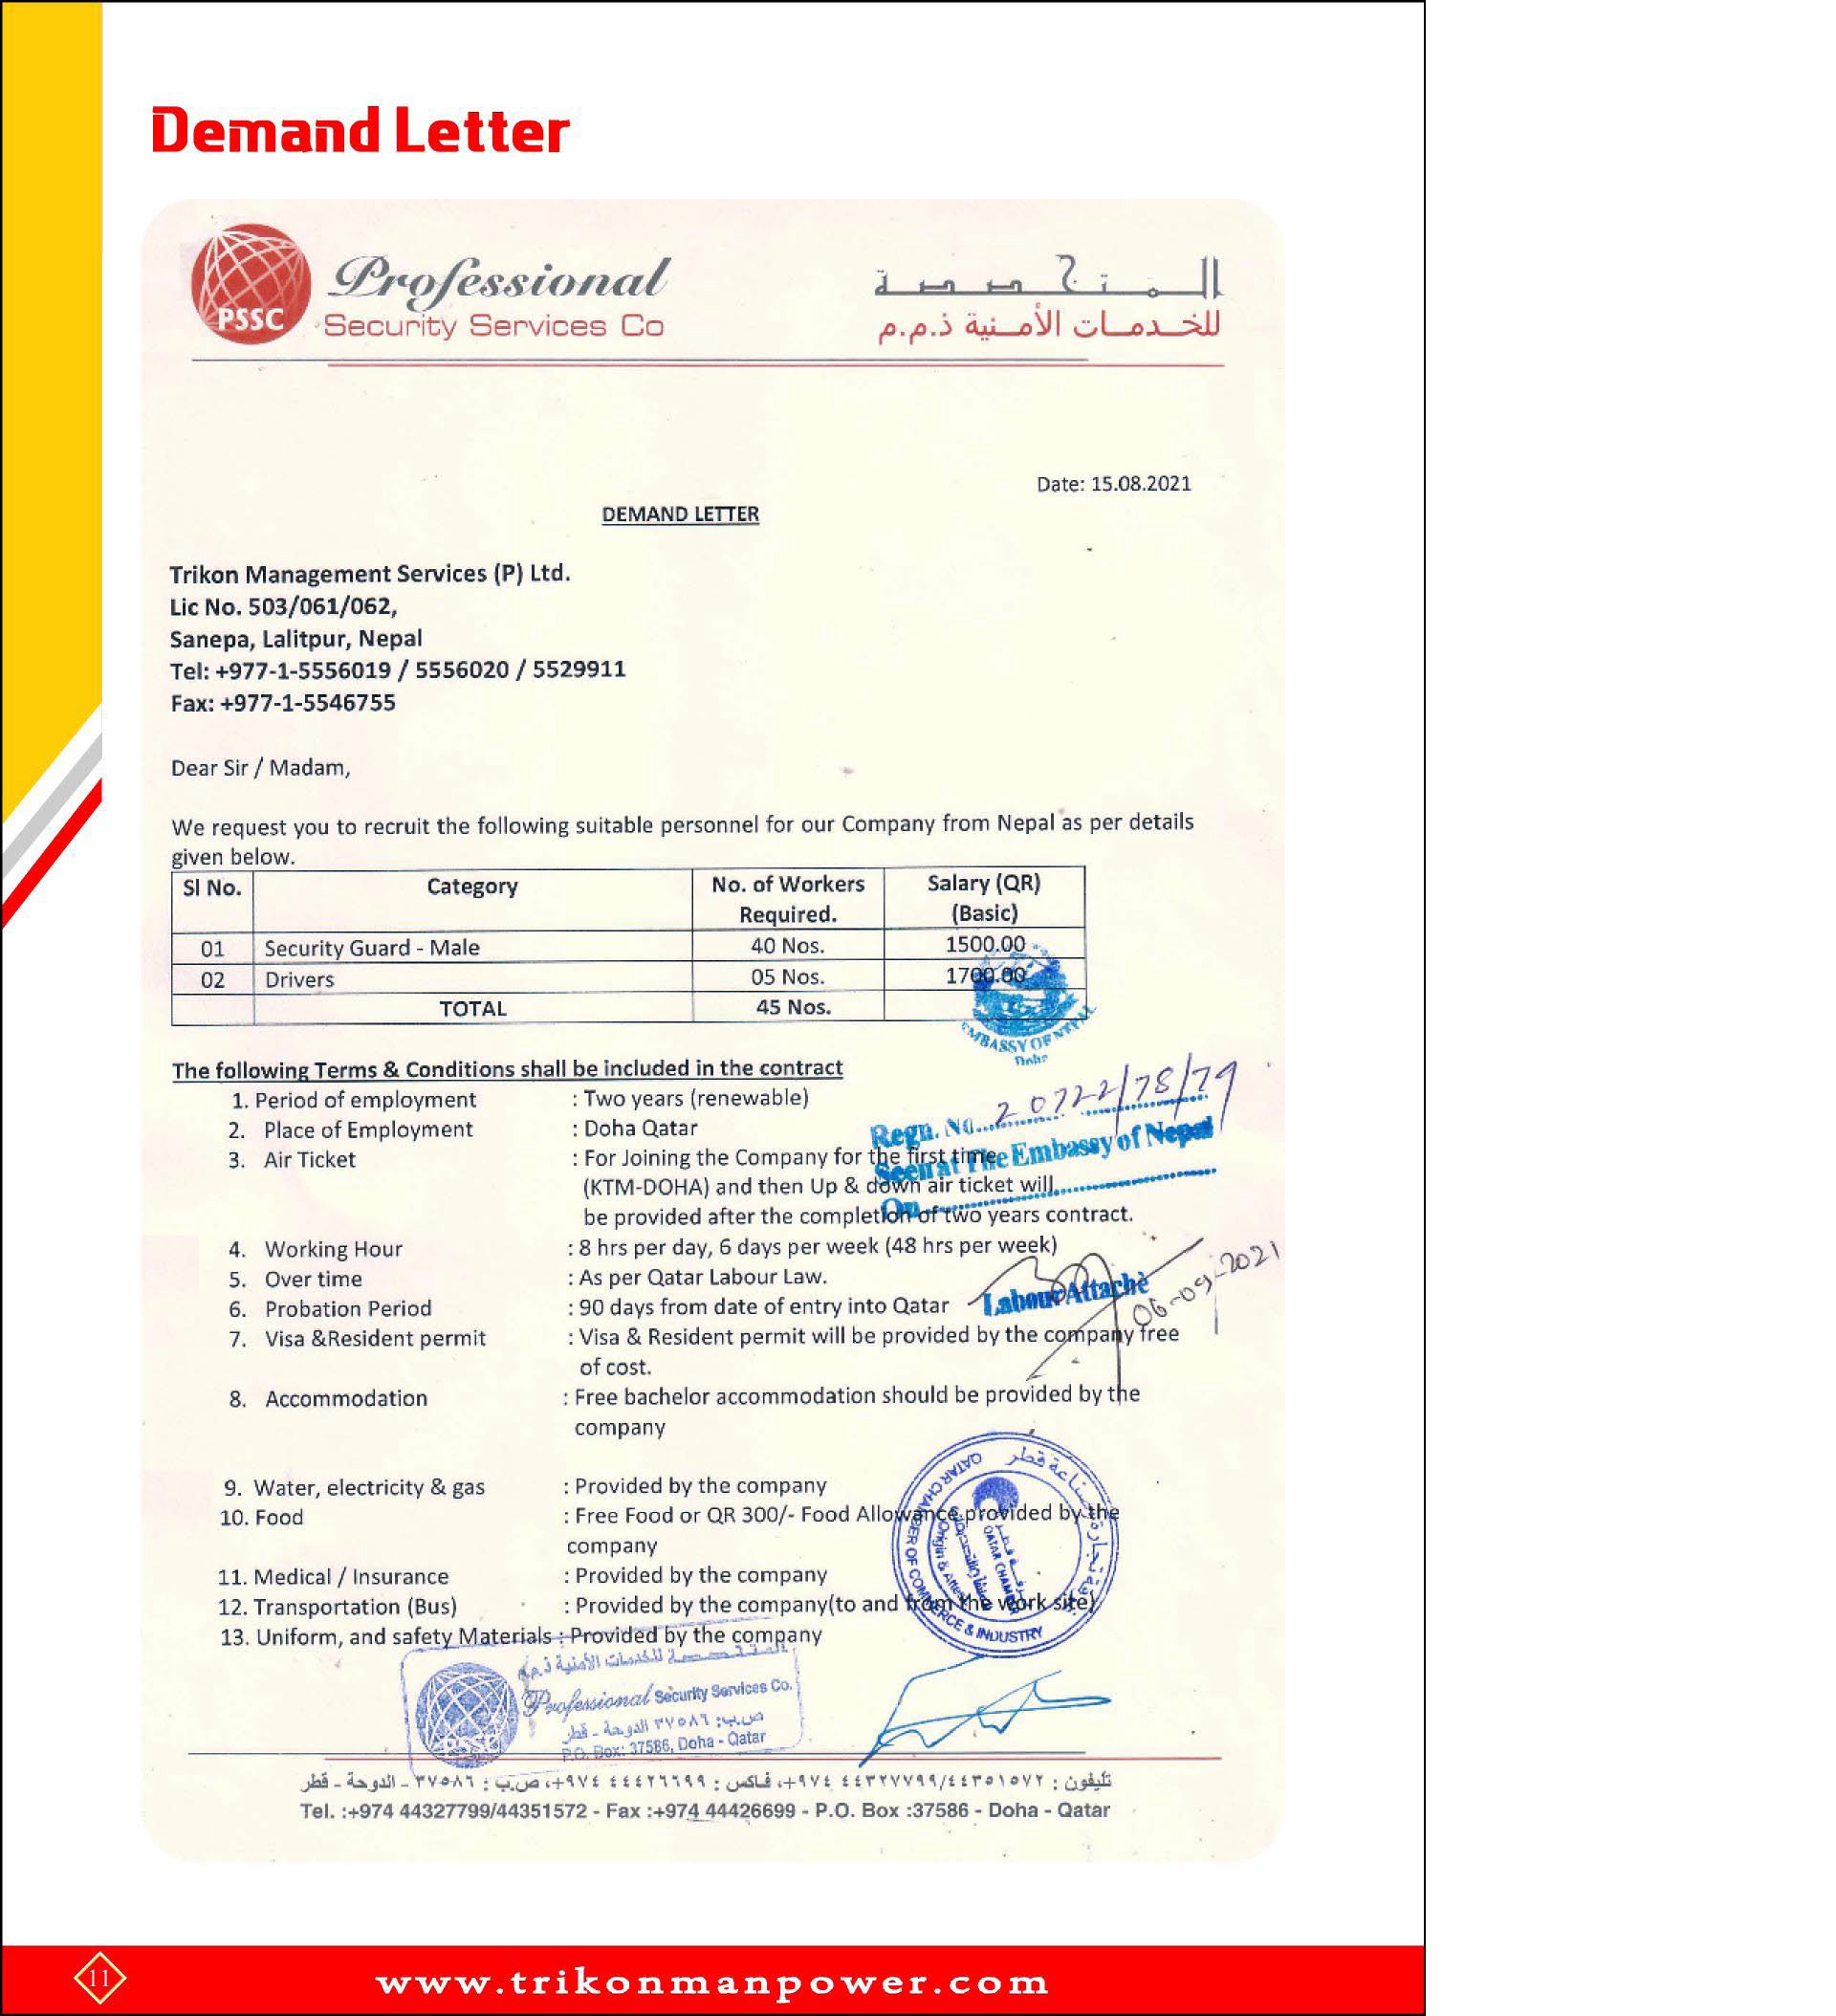 Demand Letter
PSSC
Professional
Security Services Co
المتخصصة
للخدمات الأمنية ذ.م.م
Date: 15.08.2021
DEMAND LETTER
Trikon Management Services (P) Ltd.
Lic No. 503/061/062,
Sanepa, Lalitpur, Nepal
Tel: +977-1-5556019 / 5556020 / 5529911
Fax: +977-1-5546755
Dear Sir / Madam,
We request you to recruit the following suitable personnel for our Company from Nepal as per details
given below.
Sl No. Category No. of Workers Required. Salary (QR) (Basic)
01 Security Guard - Male 40 Nos. 1500.00
02 Drivers 05 Nos. 1700.00
TOTAL 45 Nos.
EMBASSY OF NEPAL
Doha
The following Terms & Conditions shall be included in the contract
1. Period of employment : Two years (renewable)
2. Place of Employment : Doha Qatar
3. Air Ticket : For Joining the Company for the first time
(KTM-DOHA) and then Up & down air ticket will
be provided after the completion of two years contract.
Regn. No. 20722/78/79
Seen at The Embassy of Nepal
On
4. Working Hour : 8 hrs per day, 6 days per week (48 hrs per week)
5. Over time : As per Qatar Labour Law.
6. Probation Period : 90 days from date of entry into Qatar
Labour Attachè
06-09-2021
7. Visa &Resident permit : Visa & Resident permit will be provided by the company free
of cost.
8. Accommodation : Free bachelor accommodation should be provided by the
company
9. Water, electricity & gas : Provided by the company
10. Food : Free Food or QR 300/- Food Allowance provided by the
company
11. Medical / Insurance : Provided by the company
12. Transportation (Bus) : Provided by the company(to and from the work site)
13. Uniform, and safety Materials : Provided by the company
QATAR CHAMBER OF COMMERCE & INDUSTRY
QATAR CHAMBER
المتخصصة للخدمات الأمنية ذ.م.م
Professional Security Services Co.
ص.ب: ٣٧٥٨٦ الدوحة - قطر
P.O. Box: 37586, Doha - Qatar
PSSC
تليفون : ٤٤٣٢٧٧٩٩/٤٤٣٥١٥٧٢ ٩٧٤+، فاكس : ٤٤٤٢٦٦٩٩ ٩٧٤+، ص.ب : ٣٧٥٨٦ - الدوحة - قطر
Tel. :+974 44327799/44351572 - Fax :+974 44426699 - P.O. Box :37586 - Doha - Qatar
11
www.trikonmanpower.com